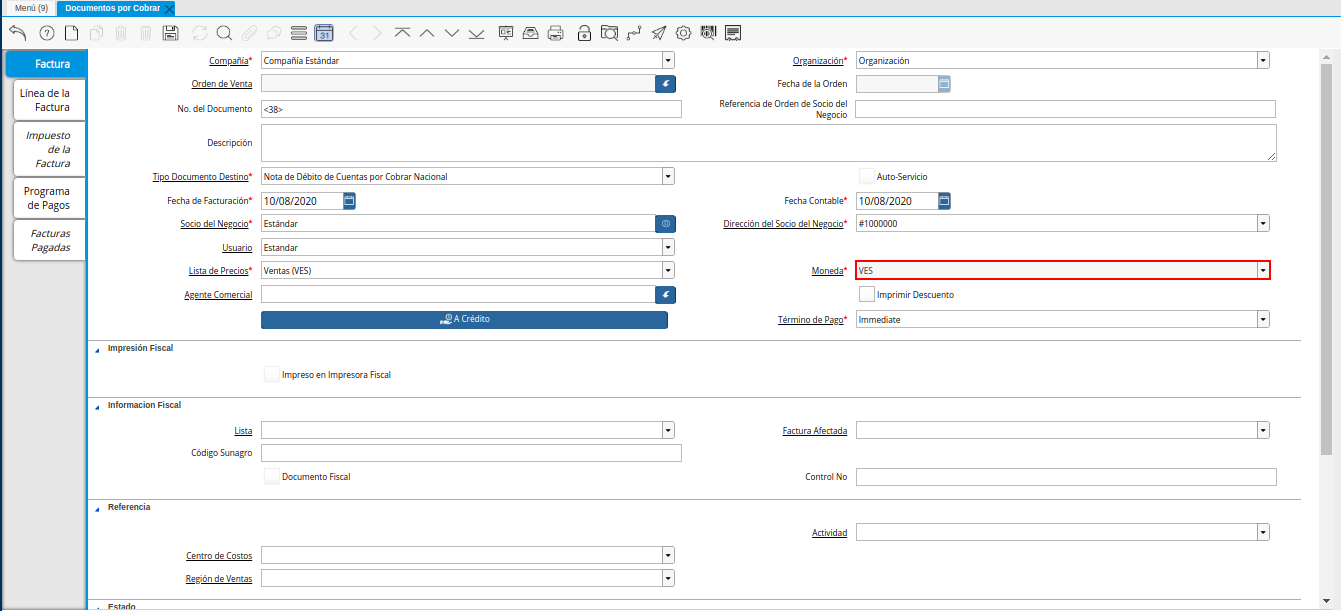 Menú (9) Documentos por Cobrar
31
Factura
Línea de la
Factura
Impuesto
de la
Factura
Programa
de Pagos
Facturas
Pagadas
Compañía* Compañía Estándar Organización* Organización
Orden de Venta Fecha de la Orden
No. del Documento <38> Referencia de Orden de Socio del
Negocio
Descripción
Tipo Documento Destino* Nota de Débito de Cuentas por Cobrar Nacional Auto-Servicio
Fecha de Facturación* 10/08/2020 Fecha Contable* 10/08/2020
Socio del Negocio* Estándar Dirección del Socio del Negocio* #1000000
Usuario Estandar
Lista de Precios* Ventas (VES) Moneda* VES
Agente Comercial Imprimir Descuento
A Crédito Término de Pago* Immediate
Impresión Fiscal
Impreso en Impresora Fiscal
Informacion Fiscal
Lista Factura Afectada
Código Sunagro
Documento Fiscal Control No
Referencia
Actividad
Centro de Costos
Región de Ventas
Estado